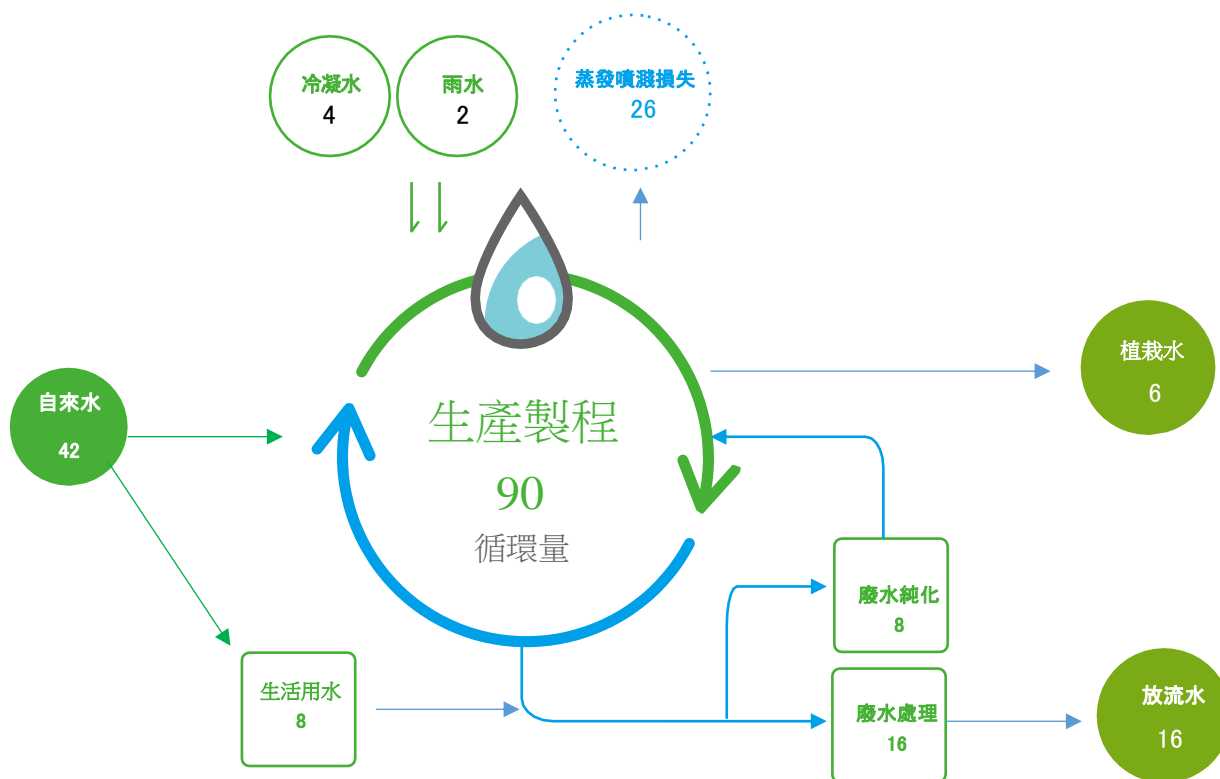 冷凝水
4
雨水
2
蒸發噴濺損失
26
植栽水
6
自來水
42
生產製程
90
循環量
廢水純化
8
生活用水
8
廢水處理
16
放流水
16